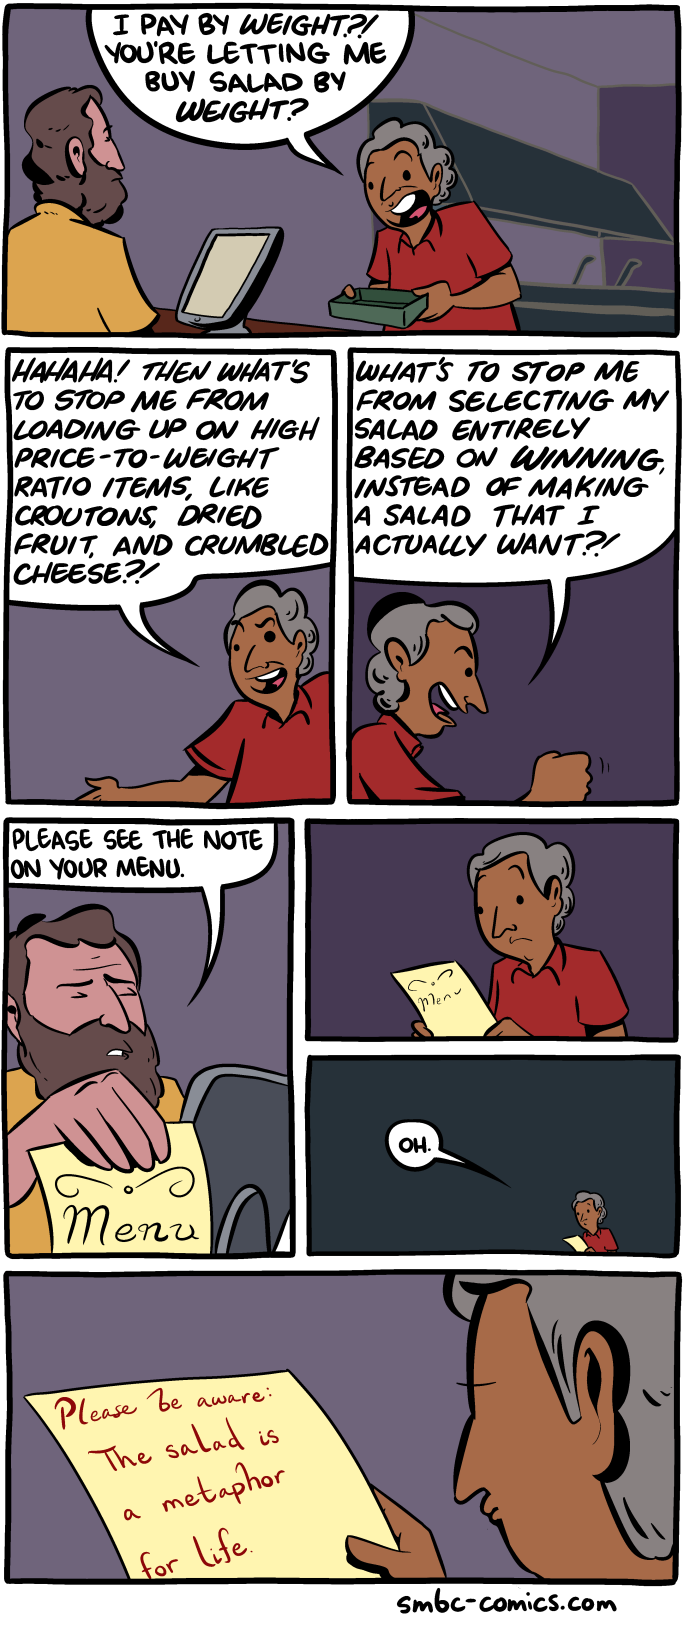 I PAY BY WEIGHT?!
YOU'RE LETTING ME
BUY SALAD BY
WEIGHT?
HAHAHA! THEN WHAT'S
TO STOP ME FROM
LOADING UP ON HIGH
PRICE-TO-WEIGHT
RATIO ITEMS, LIKE
CROUTONS, DRIED
FRUIT, AND CRUMBLED
CHEESE?!
WHAT'S TO STOP ME
FROM SELECTING MY
SALAD ENTIRELY
BASED ON WINNING,
INSTEAD OF MAKING
A SALAD THAT I
ACTUALLY WANT?!
PLEASE SEE THE NOTE
ON YOUR MENU.
Menu
Menu
OH.
Please be aware:
The salad is
a metaphor
for life.
smbc-comics.com